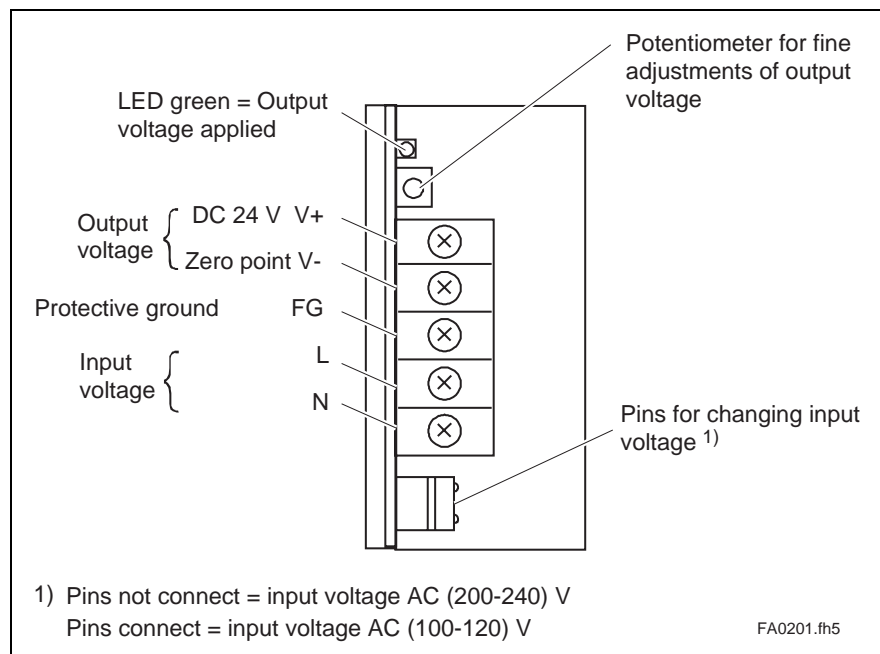 Potentiometer for fine
adjustments of output
voltage
LED green = Output
voltage applied
Output
voltage
DC 24 V V+
Zero point V-
Protective ground FG
Input
voltage
L
N
Pins for changing input
voltage 1)
1) Pins not connect = input voltage AC (200-240) V
Pins connect = input voltage AC (100-120) V
FA0201.fh5